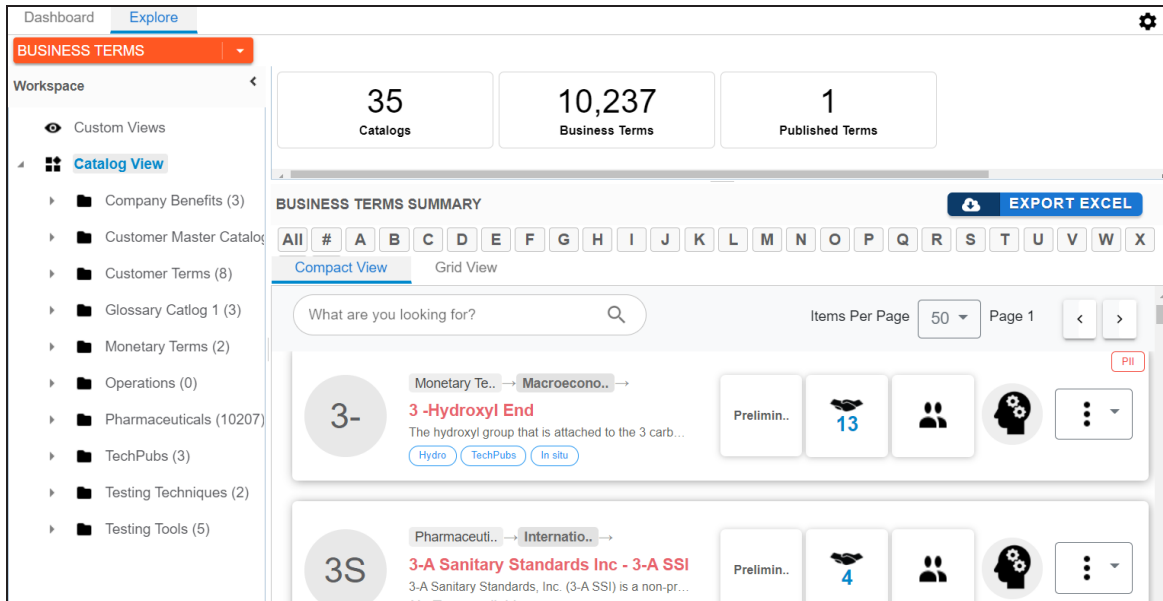 Dashboard Explore
BUSINESS TERMS
Workspace
Custom Views
Catalog View
Company Benefits (3)
Customer Master Catalog
Customer Terms (8)
Glossary Catlog 1 (3)
Monetary Terms (2)
Operations (0)
Pharmaceuticals (10207)
TechPubs (3)
Testing Techniques (2)
Testing Tools (5)
35
Catalogs
10,237
Business Terms
1
Published Terms
BUSINESS TERMS SUMMARY
EXPORT EXCEL
All # A B C D E F G H I J K L M N O P Q R S T U V W X
Compact View Grid View
What are you looking for?
Items Per Page 50 Page 1 < >
PII
3-
Monetary Te.. → Macroecono.. →
3 -Hydroxyl End
The hydroxyl group that is attached to the 3 carb...
Hydro TechPubs In situ
Prelimin..
13
3S
Pharmaceuti.. → Internatio.. →
3-A Sanitary Standards Inc - 3-A SSI
3-A Sanitary Standards, Inc. (3-A SSI) is a non-pr...
Prelimin..
4